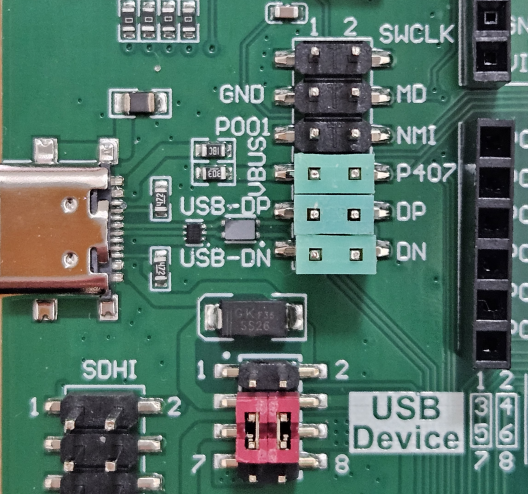 1 2
SWCLK
GND
MD
P001
NMI
VBUS
P407
USB-DP
DP
USB-DN
DN
5526
1 2
SDHI
1 2
7 8
USB
Device
1 2
3 4
5 6
7 8